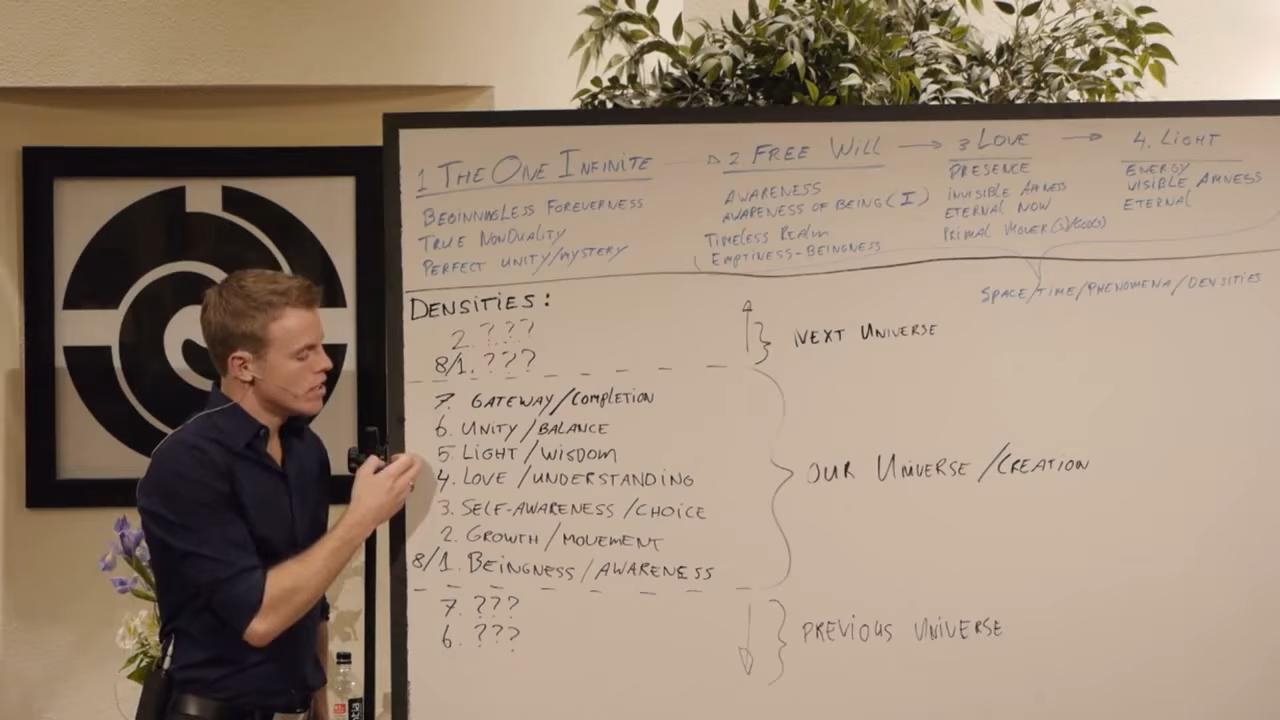 1 THE ONE INFINITE
BEGINNINGLESS FOREVERNESS
TRUE NONDUALITY
PERFECT UNITY/MYSTERY
2 FREE WILL
AWARENESS
AWARENESS OF BEING (I)
TIMELESS REALM
EMPTINESS-BEINGNESS
3 LOVE
PRESENCE
INVISIBLE AMNESS
ETERNAL NOW
PRIMAL MOVER(S)/GOD(S)
4. LIGHT
ENERGY
VISIBLE AMNESS
ETERNAL
SPACE/TIME/PHENOMENA/DENSITIES
DENSITIES:
2. ???
8/1. ???
NEXT UNIVERSE
7. GATEWAY/COMPLETION
6. UNITY/BALANCE
5. LIGHT/WISDOM
4. LOVE/UNDERSTANDING
3. SELF-AWARENESS/CHOICE
2. GROWTH/MOVEMENT
8/1. BEINGNESS/AWARENESS
OUR UNIVERSE/CREATION
7. ???
6. ???
PREVIOUS UNIVERSE